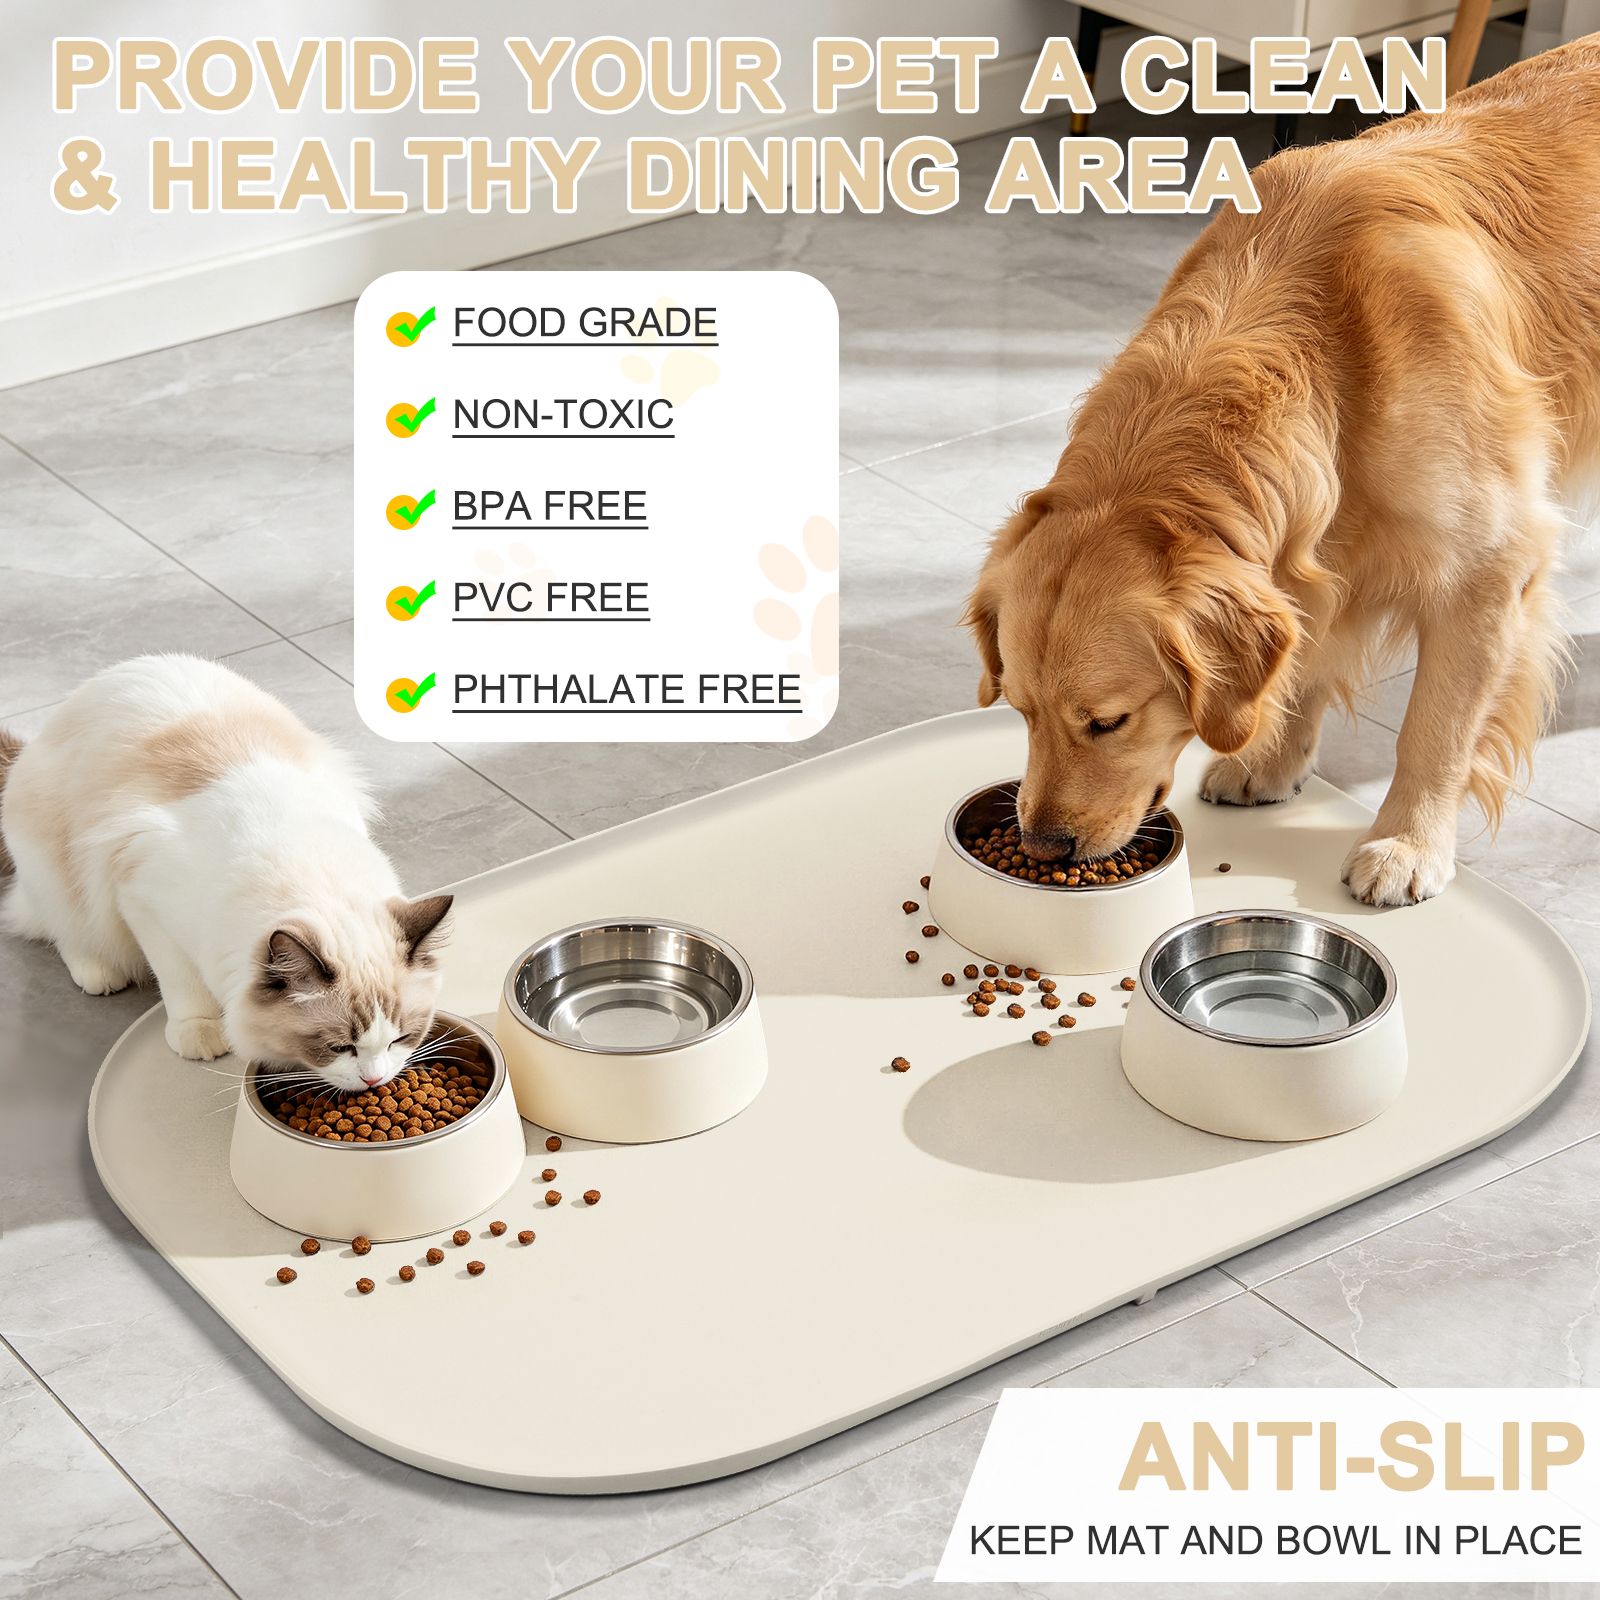 PROVIDE YOUR PET A CLEAN
& HEALTHY DINING AREA
FOOD GRADE
NON-TOXIC
BPA FREE
PVC FREE
PHTHALATE FREE
ANTI-SLIP
KEEP MAT AND BOWL IN PLACE